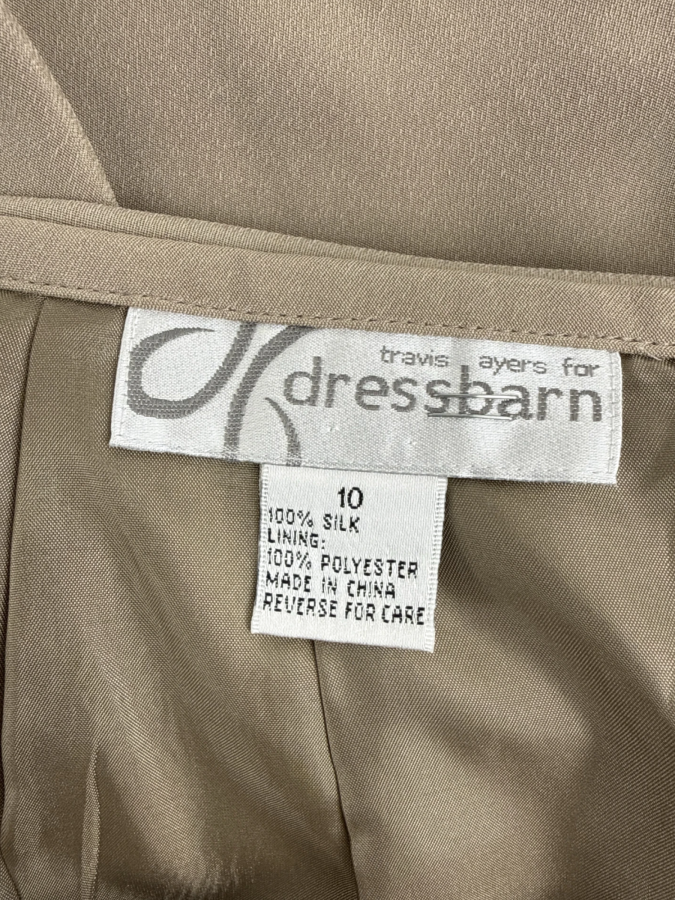 travis ayers for
dressbarn
10
100% SILK
LINING:
100% POLYESTER
MADE IN CHINA
REVERSE FOR CARE